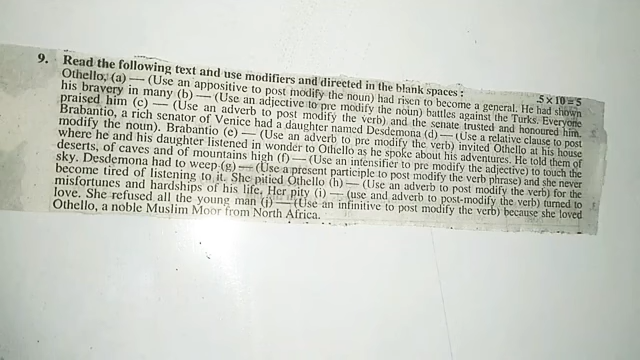 9. Read the following text and use modifiers and directed in the blank spaces : .5 × 10 = 5
Othello, (a) — (Use an appositive to post modify the noun) had risen to become a general. He had shown
his bravery in many (b) — (Use an adjective to pre modify the noun) battles against the Turks. Everyone
praised him (c) — (Use an adverb to post modify the verb) and the senate trusted and honoured him.
Brabantio, a rich senator of Venice had a daughter named Desdemona (d) — (Use a relative clause to post
modify the noun). Brabantio (e) — (Use an adverb to pre modify the verb) invited Othello at his house
where he and his daughter listened in wonder to Othello as he spoke about his adventures. He told them of
deserts, of caves and of mountains high (f) — (Use an intensifier to pre modify the adjective) to touch the
sky. Desdemona had to weep (g) — (Use a present participle to post modify the verb phrase) and she never
become tired of listening to it. She pitied Othello (h) — (Use an adverb to post modify the verb) for the
misfortunes and hardships of his life. Her pity (i) — (use and adverb to post-modify the verb) turned to
love. She refused all the young man (j) — (Use an infinitive to post modify the verb) because she loved
Othello, a noble Muslim Moor from North Africa.